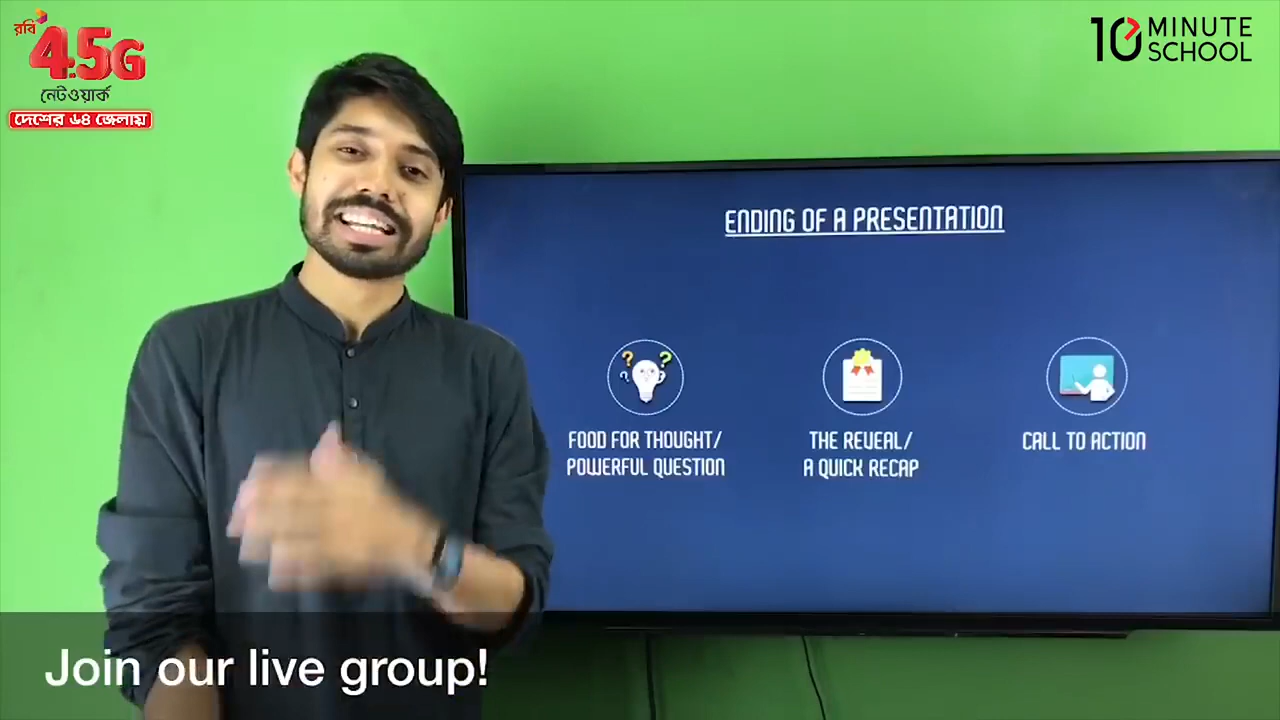 রবি
4.5G
নেটওয়ার্ক
দেশের ৬৪ জেলায়
10 MINUTE
SCHOOL
ENDING OF A PRESENTATION
FOOD FOR THOUGHT/
POWERFUL QUESTION
THE REVEAL/
A QUICK RECAP
CALL TO ACTION
Join our live group!